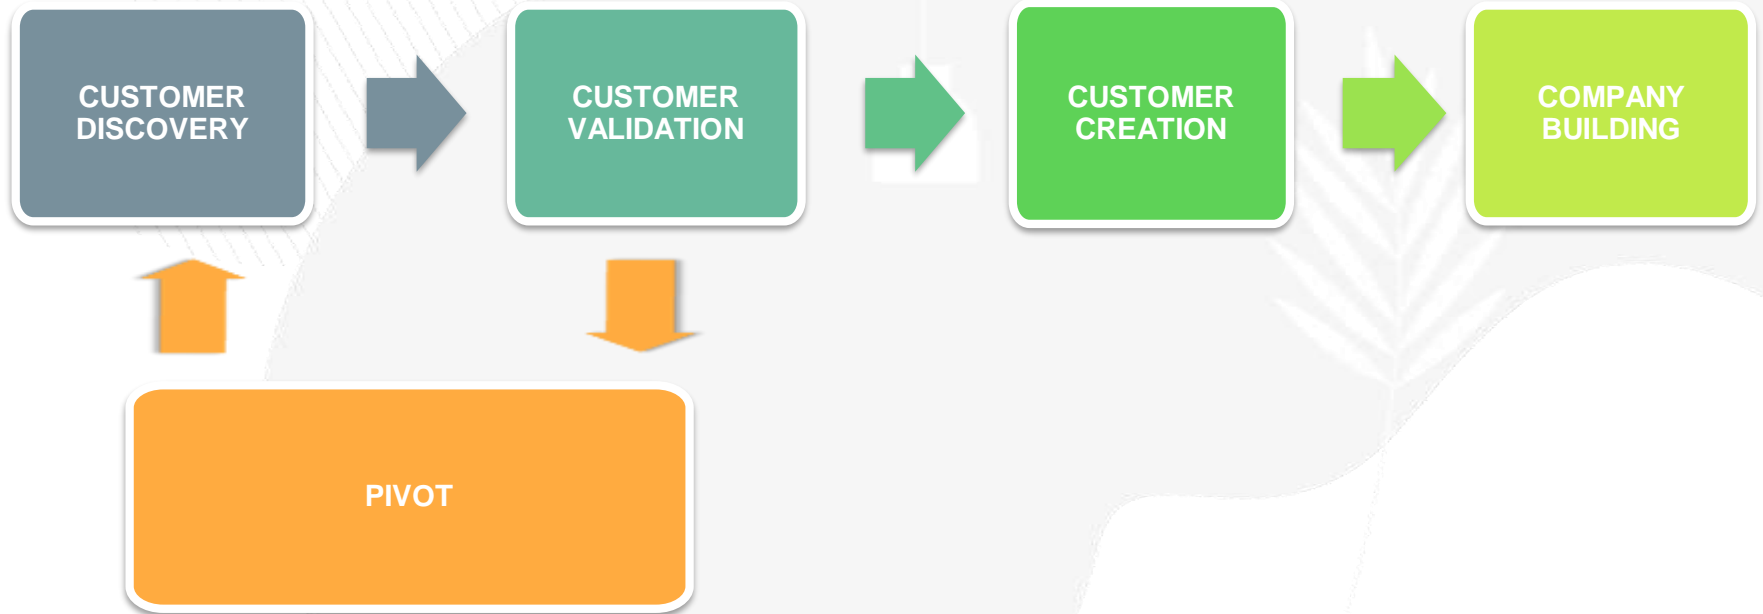 CUSTOMER
DISCOVERY
CUSTOMER
VALIDATION
CUSTOMER
CREATION
COMPANY
BUILDING
PIVOT